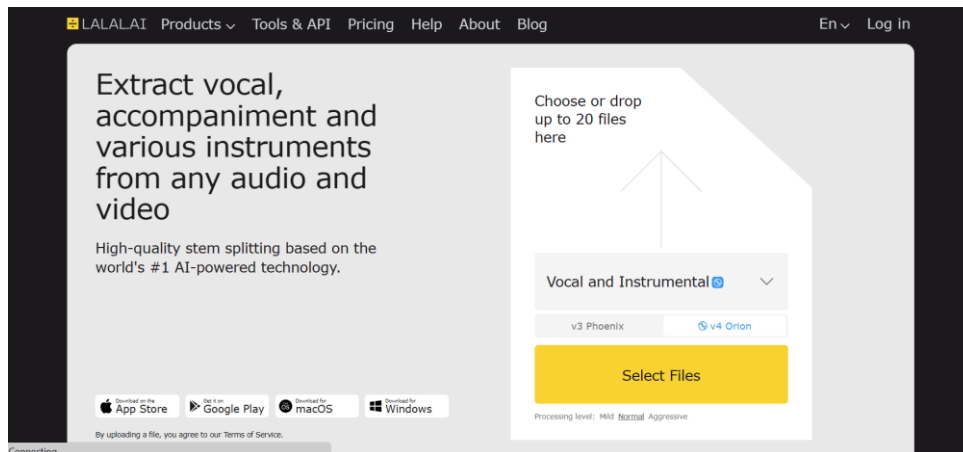 LALAL.AI Products Tools & API Pricing Help About Blog En Log in
Extract vocal,
accompaniment and
various instruments
from any audio and
video
High-quality stem splitting based on the
world's #1 AI-powered technology.
Download on the
App Store
Get it on
Google Play
Download for
macOS
Download for
Windows
By uploading a file, you agree to our Terms of Service.
Choose or drop
up to 20 files
here
Vocal and Instrumental
v3 Phoenix v4 Orion
Select Files
Processing level: Mild Normal Aggressive